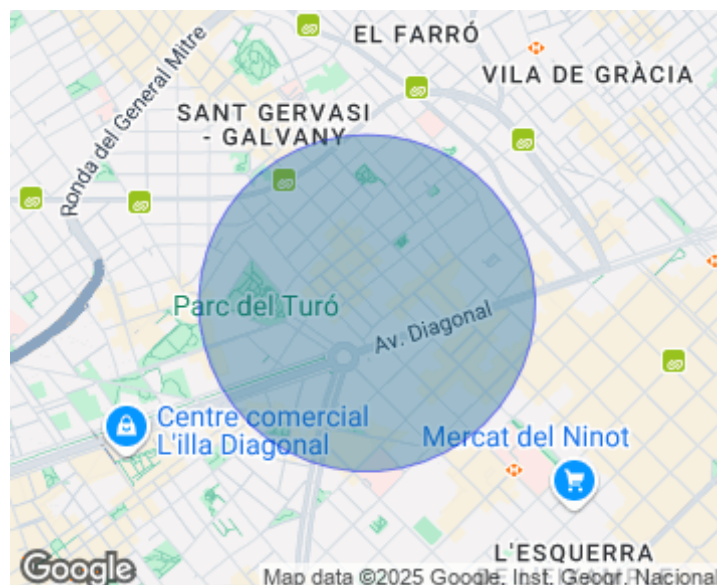 EL FARRÓ
VILA DE GRÀCIA
SANT GERVASI
- GALVANY
Ronda del General Mitre
Parc del Turó
Av. Diagonal
Centre comercial
L'illa Diagonal
Mercat del Ninot
L'ESQUERRA
Google
Map data ©2025 Google, Inst. Geogr. Nacional